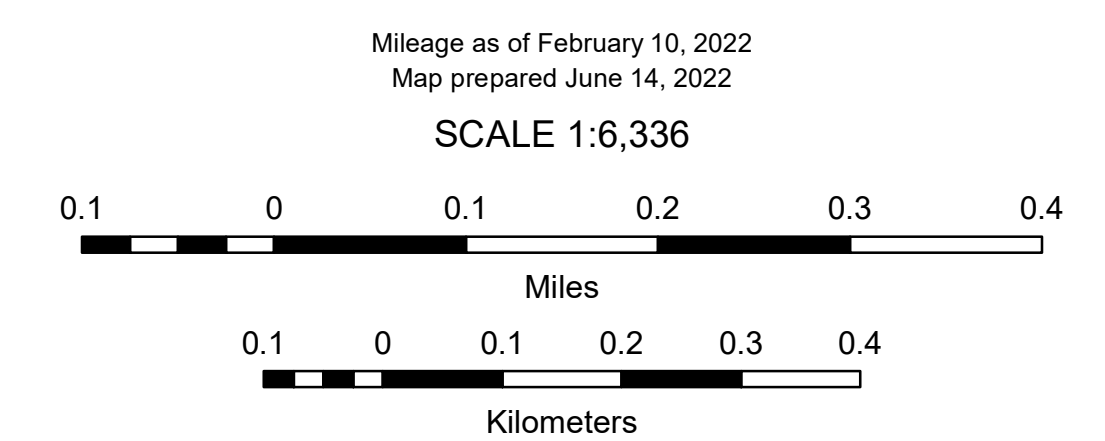 Mileage as of February 10, 2022
Map prepared June 14, 2022
SCALE 1:6,336
0.1 0 0.1 0.2 0.3 0.4
Miles
0.1 0 0.1 0.2 0.3 0.4
Kilometers